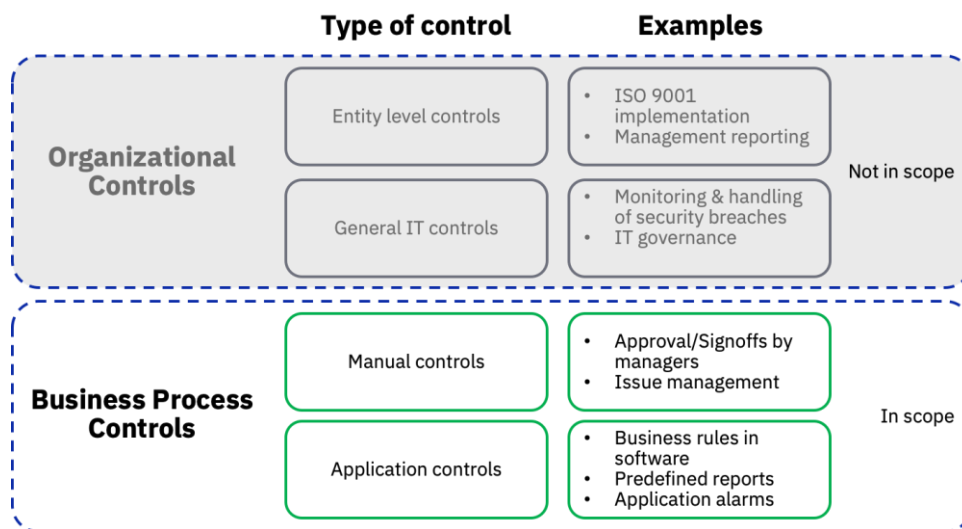 Type of control
Examples
Organizational
Controls
Entity level controls
• ISO 9001
implementation
• Management reporting
General IT controls
• Monitoring & handling
of security breaches
• IT governance
Not in scope
Business Process
Controls
Manual controls
• Approval/Signoffs by
managers
• Issue management
Application controls
• Business rules in
software
• Predefined reports
• Application alarms
In scope